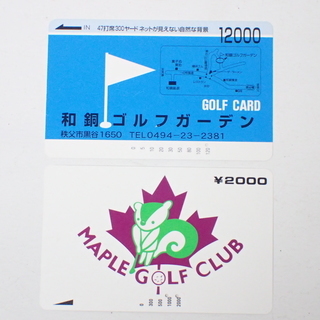 IN 47打席300ヤードネットが見えない自然な背景
12000
GOLF CARD
和銅ゴルフガーデン
秩父市黒谷1650 TEL0494-23-2381
¥2000
MAPLE GOLF CLUB